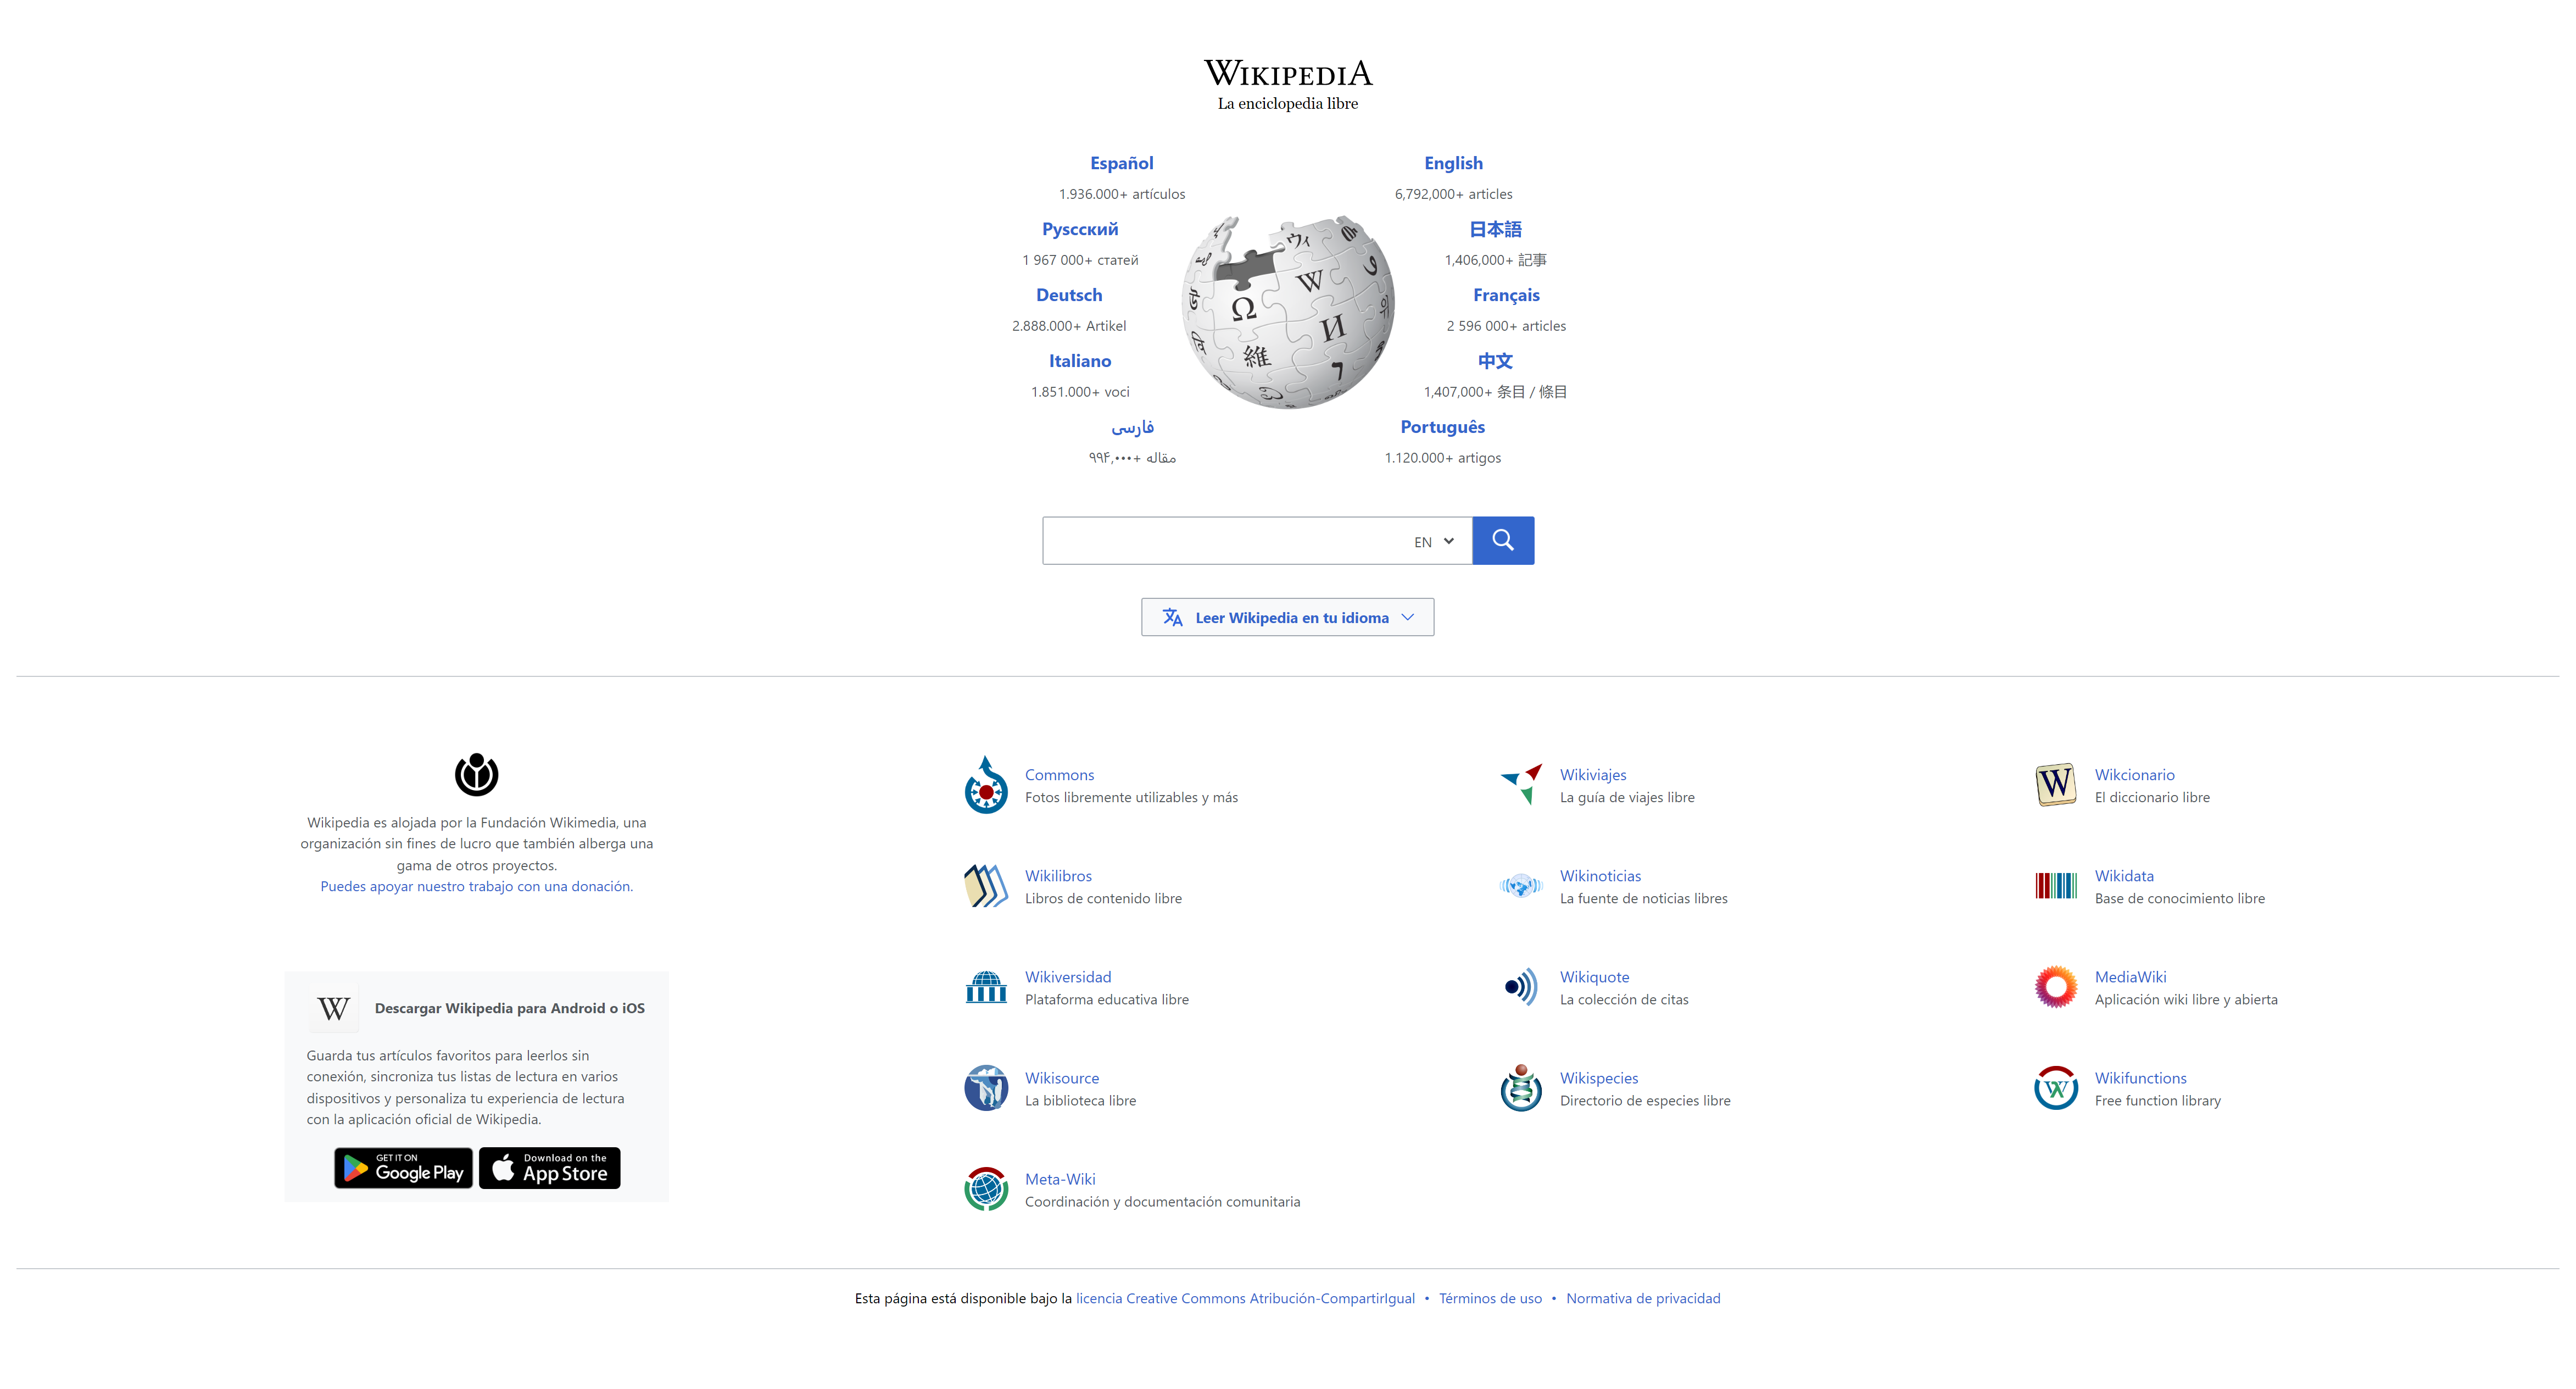 WIKIPEDIA
La enciclopedia libre
Español
1.936.000+ artículos
English
6,792,000+ articles
Русский
1 967 000+ статей
日本語
1,406,000+ 記事
Deutsch
2.888.000+ Artikel
Français
2 596 000+ articles
Italiano
1.851.000+ voci
中文
1,407,000+ 条目 / 條目
فارسی
۹۹۴٬۰۰۰+ مقاله
Português
1.120.000+ artigos
EN
Leer Wikipedia en tu idioma
Wikipedia es alojada por la Fundación Wikimedia, una
organización sin fines de lucro que también alberga una
gama de otros proyectos.
Puedes apoyar nuestro trabajo con una donación.
W Descargar Wikipedia para Android o iOS
Guarda tus artículos favoritos para leerlos sin
conexión, sincroniza tus listas de lectura en varios
dispositivos y personaliza tu experiencia de lectura
con la aplicación oficial de Wikipedia.
GET IT ON
Google Play
Download on the
App Store
Commons
Fotos libremente utilizables y más
Wikiviajes
La guía de viajes libre
Wikcionario
El diccionario libre
Wikilibros
Libros de contenido libre
Wikinoticias
La fuente de noticias libres
Wikidata
Base de conocimiento libre
Wikiversidad
Plataforma educativa libre
Wikiquote
La colección de citas
MediaWiki
Aplicación wiki libre y abierta
Wikisource
La biblioteca libre
Wikispecies
Directorio de especies libre
Wikifunctions
Free function library
Meta-Wiki
Coordinación y documentación comunitaria
Esta página está disponible bajo la licencia Creative Commons Atribución-CompartirIgual • Términos de uso • Normativa de privacidad